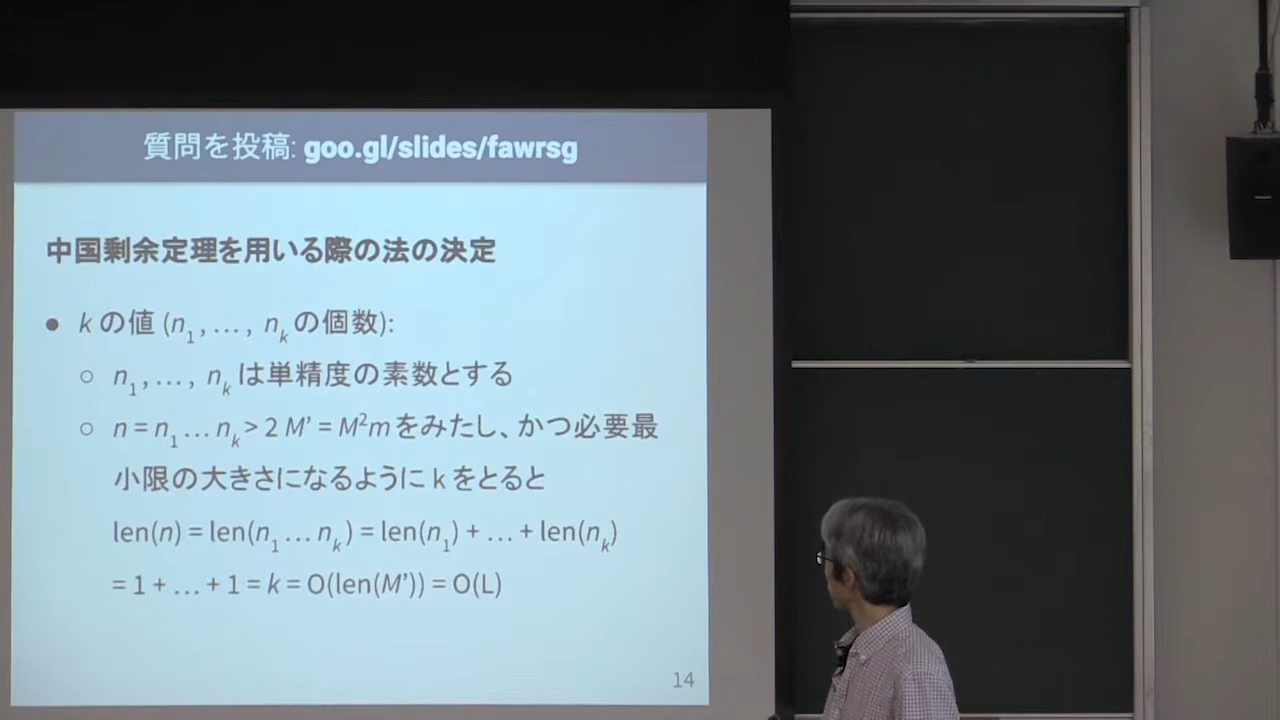 質問を投稿: goo.gl/slides/fawrsg
中国剰余定理を用いる際の法の決定
● k の値 (n1 , … , nk の個数):
○ n1 , … , nk は単精度の素数とする
○ n = n1 … nk > 2 M’ = M²m をみたし、かつ必要最
小限の大きさになるように k をとると
len(n) = len(n1 … nk ) = len(n1) + … + len(nk)
= 1 + … + 1 = k = O(len(M’)) = O(L)
14